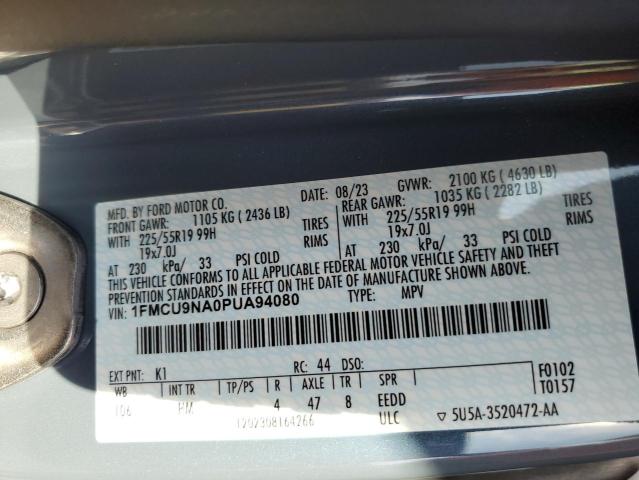 MFD. BY FORD MOTOR CO. DATE: 08/23 GVWR: 2100 KG ( 4630 LB)
FRONT GAWR: 1105 KG ( 2436 LB) REAR GAWR: 1035 KG ( 2282 LB)
WITH 225/55R19 99H TIRES WITH 225/55R19 99H TIRES
19x7.0J RIMS 19x7.0J RIMS
AT 230 kPa/ 33 PSI COLD AT 230 kPa/ 33 PSI COLD
THIS VEHICLE CONFORMS TO ALL APPLICABLE FEDERAL MOTOR VEHICLE SAFETY AND THEFT
PREVENTION STANDARDS IN EFFECT ON THE DATE OF MANUFACTURE SHOWN ABOVE.
VIN: 1FMCU9NA0PUA94080 TYPE: MPV
EXT PNT: K1 RC: 44 DSO: F0102
WB INT TR TP/PS R AXLE TR SPR T0157
106 HM 4 47 8 EEDD
1202308164266 ULC ▽ 5U5A-3520472-AA